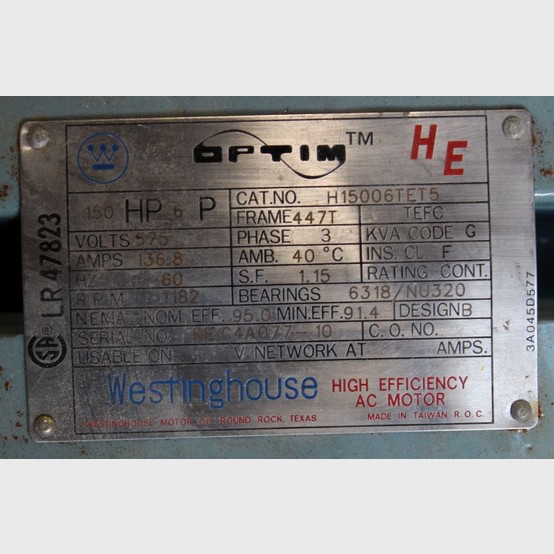 OPTIM™ HE
150 HP 6 P
CAT.NO. H15006TET5
FRAME 447T TEFC
VOLTS 575 PHASE 3 KVA CODE G
AMPS 136.8 AMB. 40 °C INS. CL F
HZ 60 S.F. 1.15 RATING CONT.
R.P.M. 1182 BEARINGS 6318/NU320
NEMA NOM. EFF. 95.0 MIN.EFF. 91.4 DESIGN B
SERIAL NO. 4A077-10 C.O.NO.
USABLE ON V NETWORK AT AMPS.
Westinghouse HIGH EFFICIENCY
AC MOTOR
WESTINGHOUSE MOTOR CO. ROUND ROCK, TEXAS MADE IN TAIWAN R.O.C.
LR 47823
3A045D577